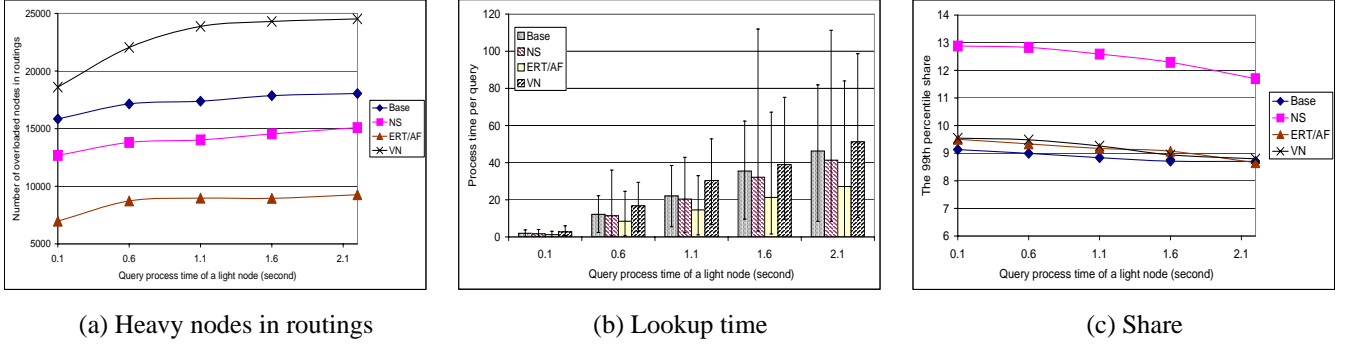 25000
20000
15000
10000
5000
Number of overloaded nodes in routings
0.1 0.6 1.1 1.6 2.1
Query process time of a light node (second)
Base
NS
ERT/AF
VN
(a) Heavy nodes in routings
120
100
80
60
40
20
0
Process time per query
Base
NS
ERT/AF
VN
0.1 0.6 1.1 1.6 2.1
Query process time of a light node (second)
(b) Lookup time
14
13
12
11
10
9
8
7
6
The 99th percentile share
0.1 0.6 1.1 1.6 2.1
Query process time of a light node (second)
Base
NS
ERT/AF
VN
(c) Share